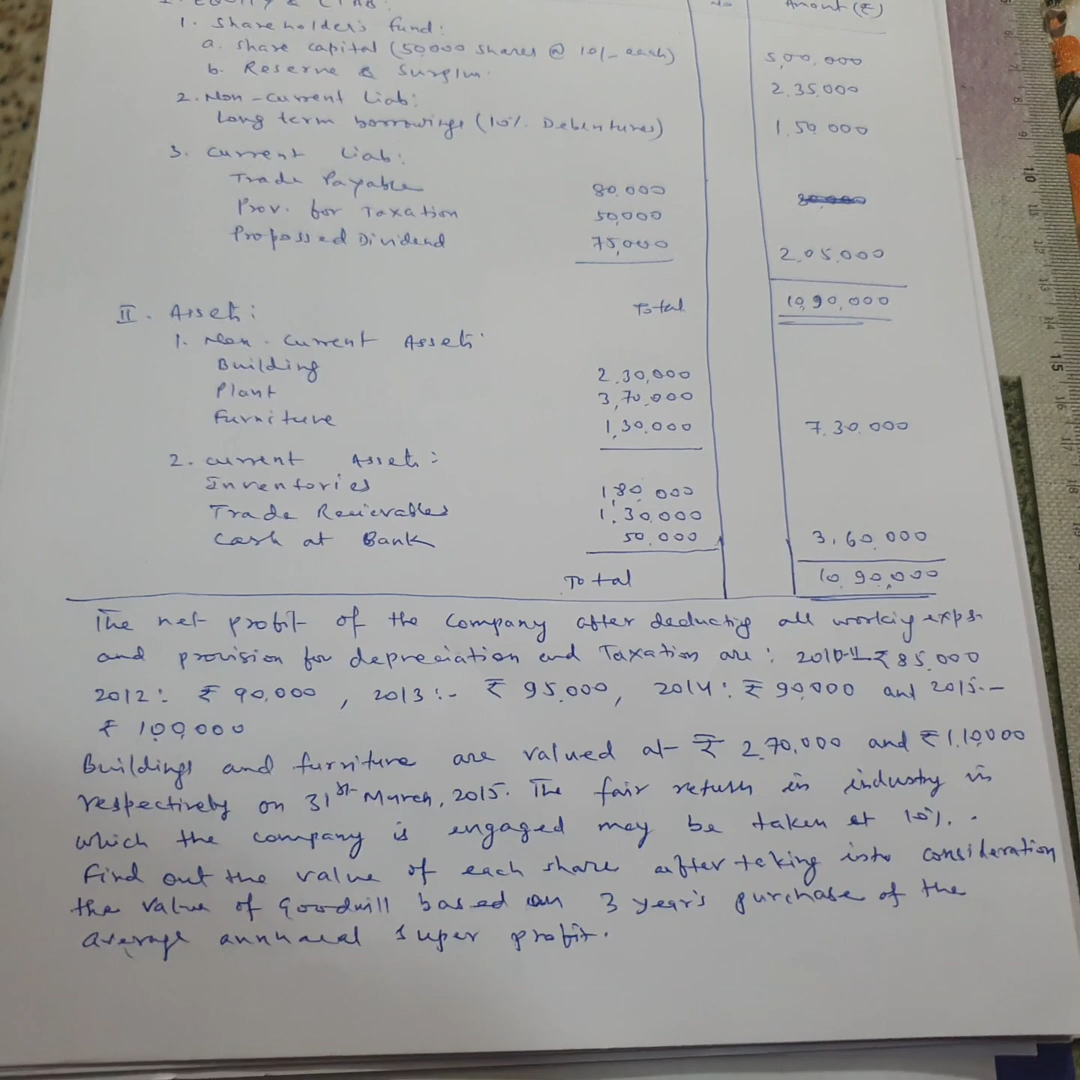 I. EQUITY & LIAB: Amount (₹)
1. Shareholder's fund:
a. Share capital (50000 shares @ 10/- each) 5,00,000
b. Reserve & Surplus 2,35,000
2. Non-current Liab:
Long term borrowings (10% Debentures) 1,50,000
3. Current Liab:
Trade Payable 80,000
Prov. for Taxation 50,000
Propossed Dividend 75,000 2,05,000
Total 10,90,000
II. Assets:
1. Non-current Assets
Building 2,30,000
Plant 3,70,000
Furniture 1,30,000 7,30,000
2. current Assets:
Inventories 1,80,000
Trade Recievables 1,30,000
Cash at Bank 50,000 3,60,000
Total 10,90,000
The net profit of the company after deducting all working exps.
and provision for depreciation and Taxation are: 2010-11 ₹ 85,000
2012: ₹ 90,000, 2013:- ₹ 95,000, 2014: ₹ 90,000 and 2015:-
₹ 1,00,000
Buildings and furniture are valued at ₹ 2,70,000 and ₹ 1,10,000
respectively on 31st March, 2015. The fair return in industry in
which the company is engaged may be taken at 10%.
Find out the value of each share after taking into consideration
the value of Goodwill based on 3 year's purchase of the
average annual super profit.